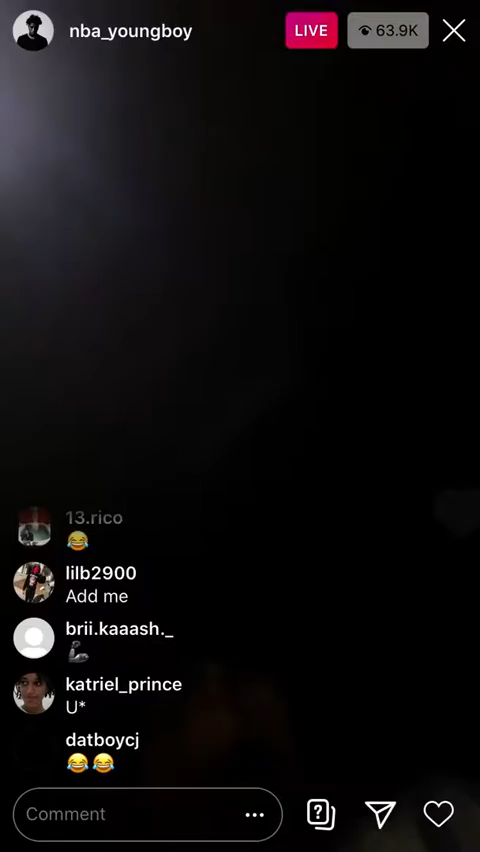 nba_youngboy LIVE 63.9K
13.rico
😂
lilb2900
Add me
brii.kaaash._
💪🏿
katriel_prince
U*
datboycj
😂😂
Comment